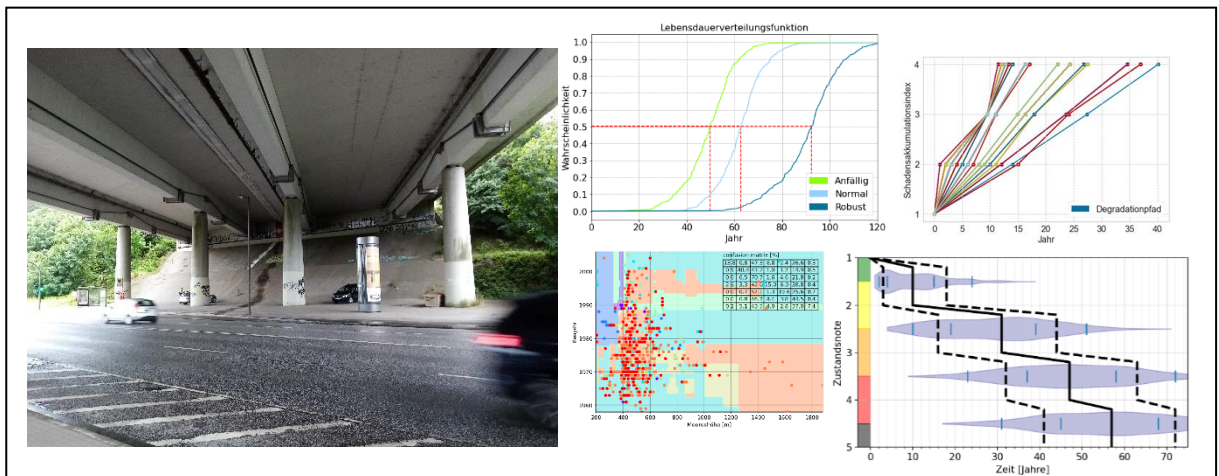 Lebensdauerverteilungsfunktion
Wahrscheinlichkeit
1.0
0.9
0.8
0.7
0.6
0.5
0.4
0.3
0.2
0.1
0.0
0 20 40 60 80 100 120
Jahr
Anfällig
Normal
Robust
Schadensakkumulationsindex
4
3
2
1
0 5 10 15 20 25 30 35 40
Jahr
Degradationpfad
confusion matrix [%]
Baujahr
2000
1990
1980
1970
1960
200 400 600 800 1000 1200 1400 1600 1800
Meereshöhe [m]
Zustandsnote
1
2
3
4
5
0 10 20 30 40 50 60 70
Zeit [Jahre]